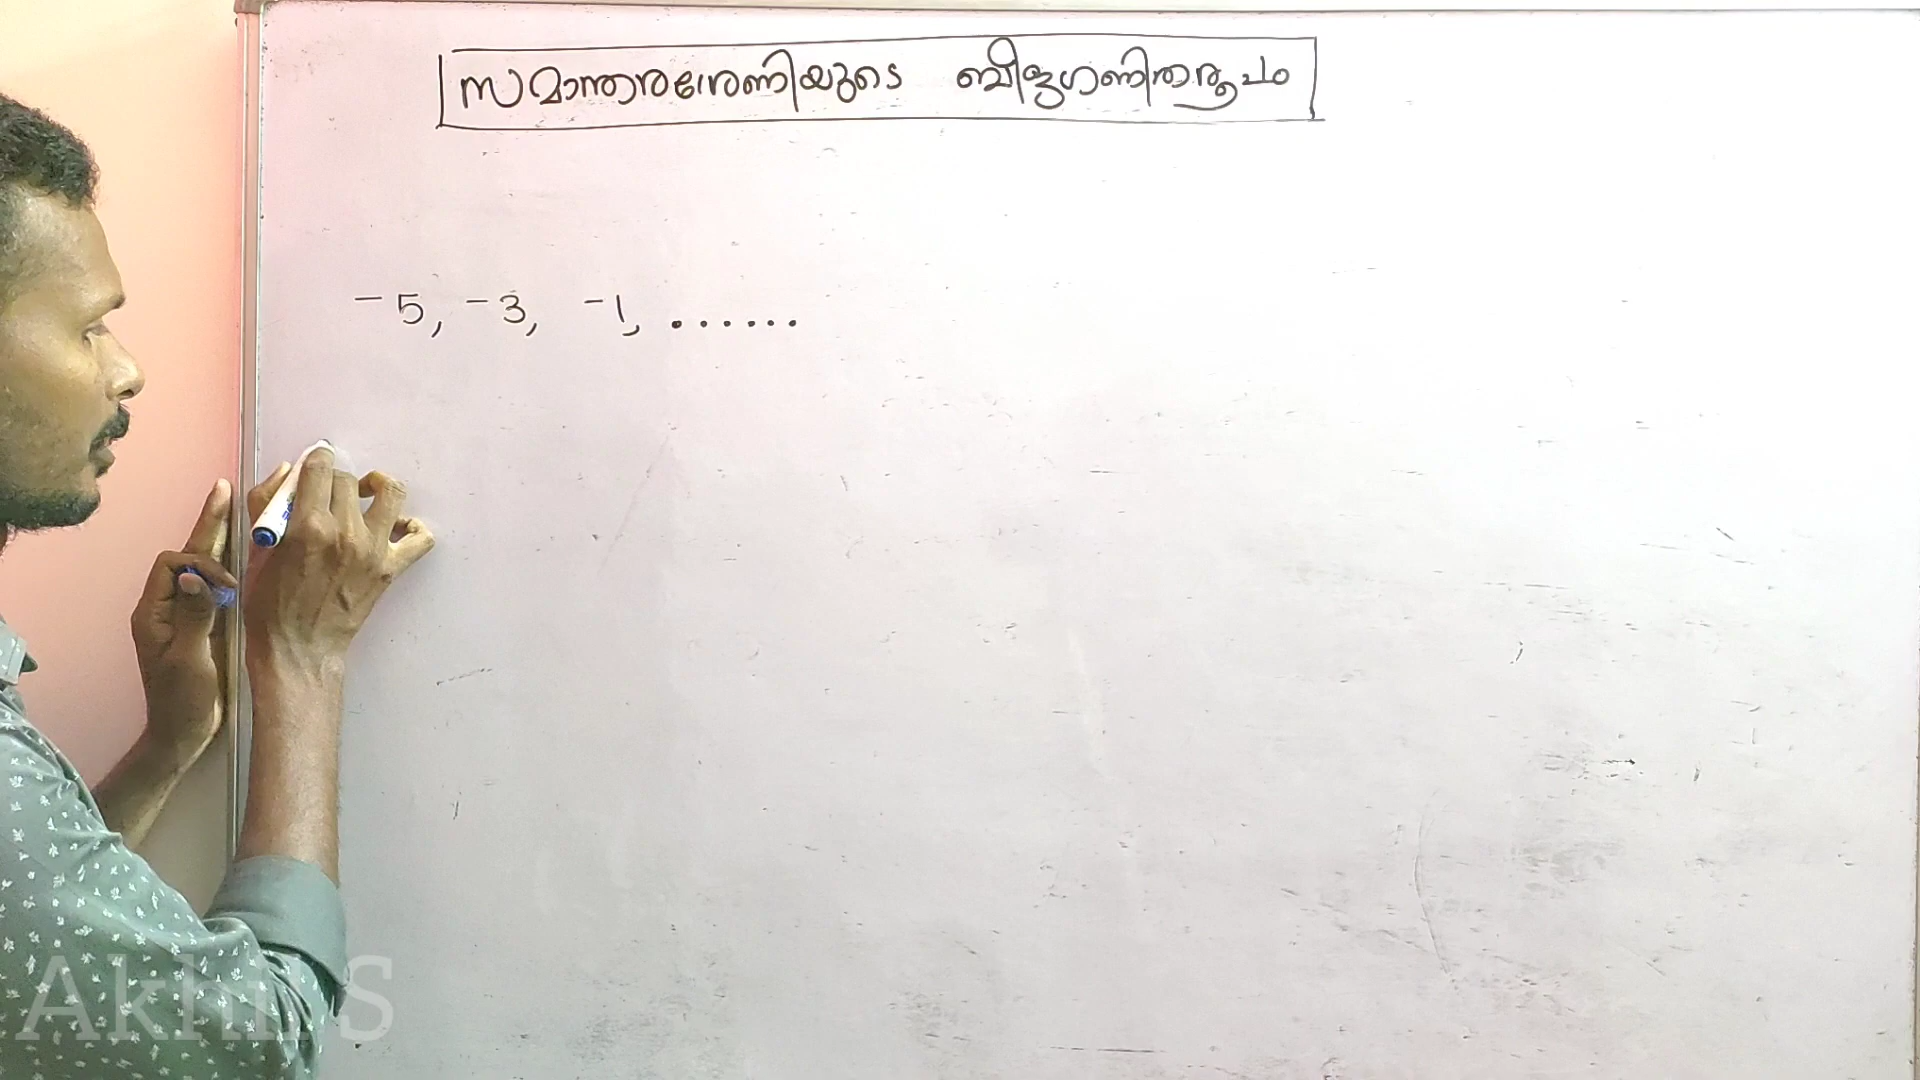 സമാന്തരശ്രേണിയുടെ ബീജഗണിതരൂപം
-5, -3, -1, ......
Akhil S